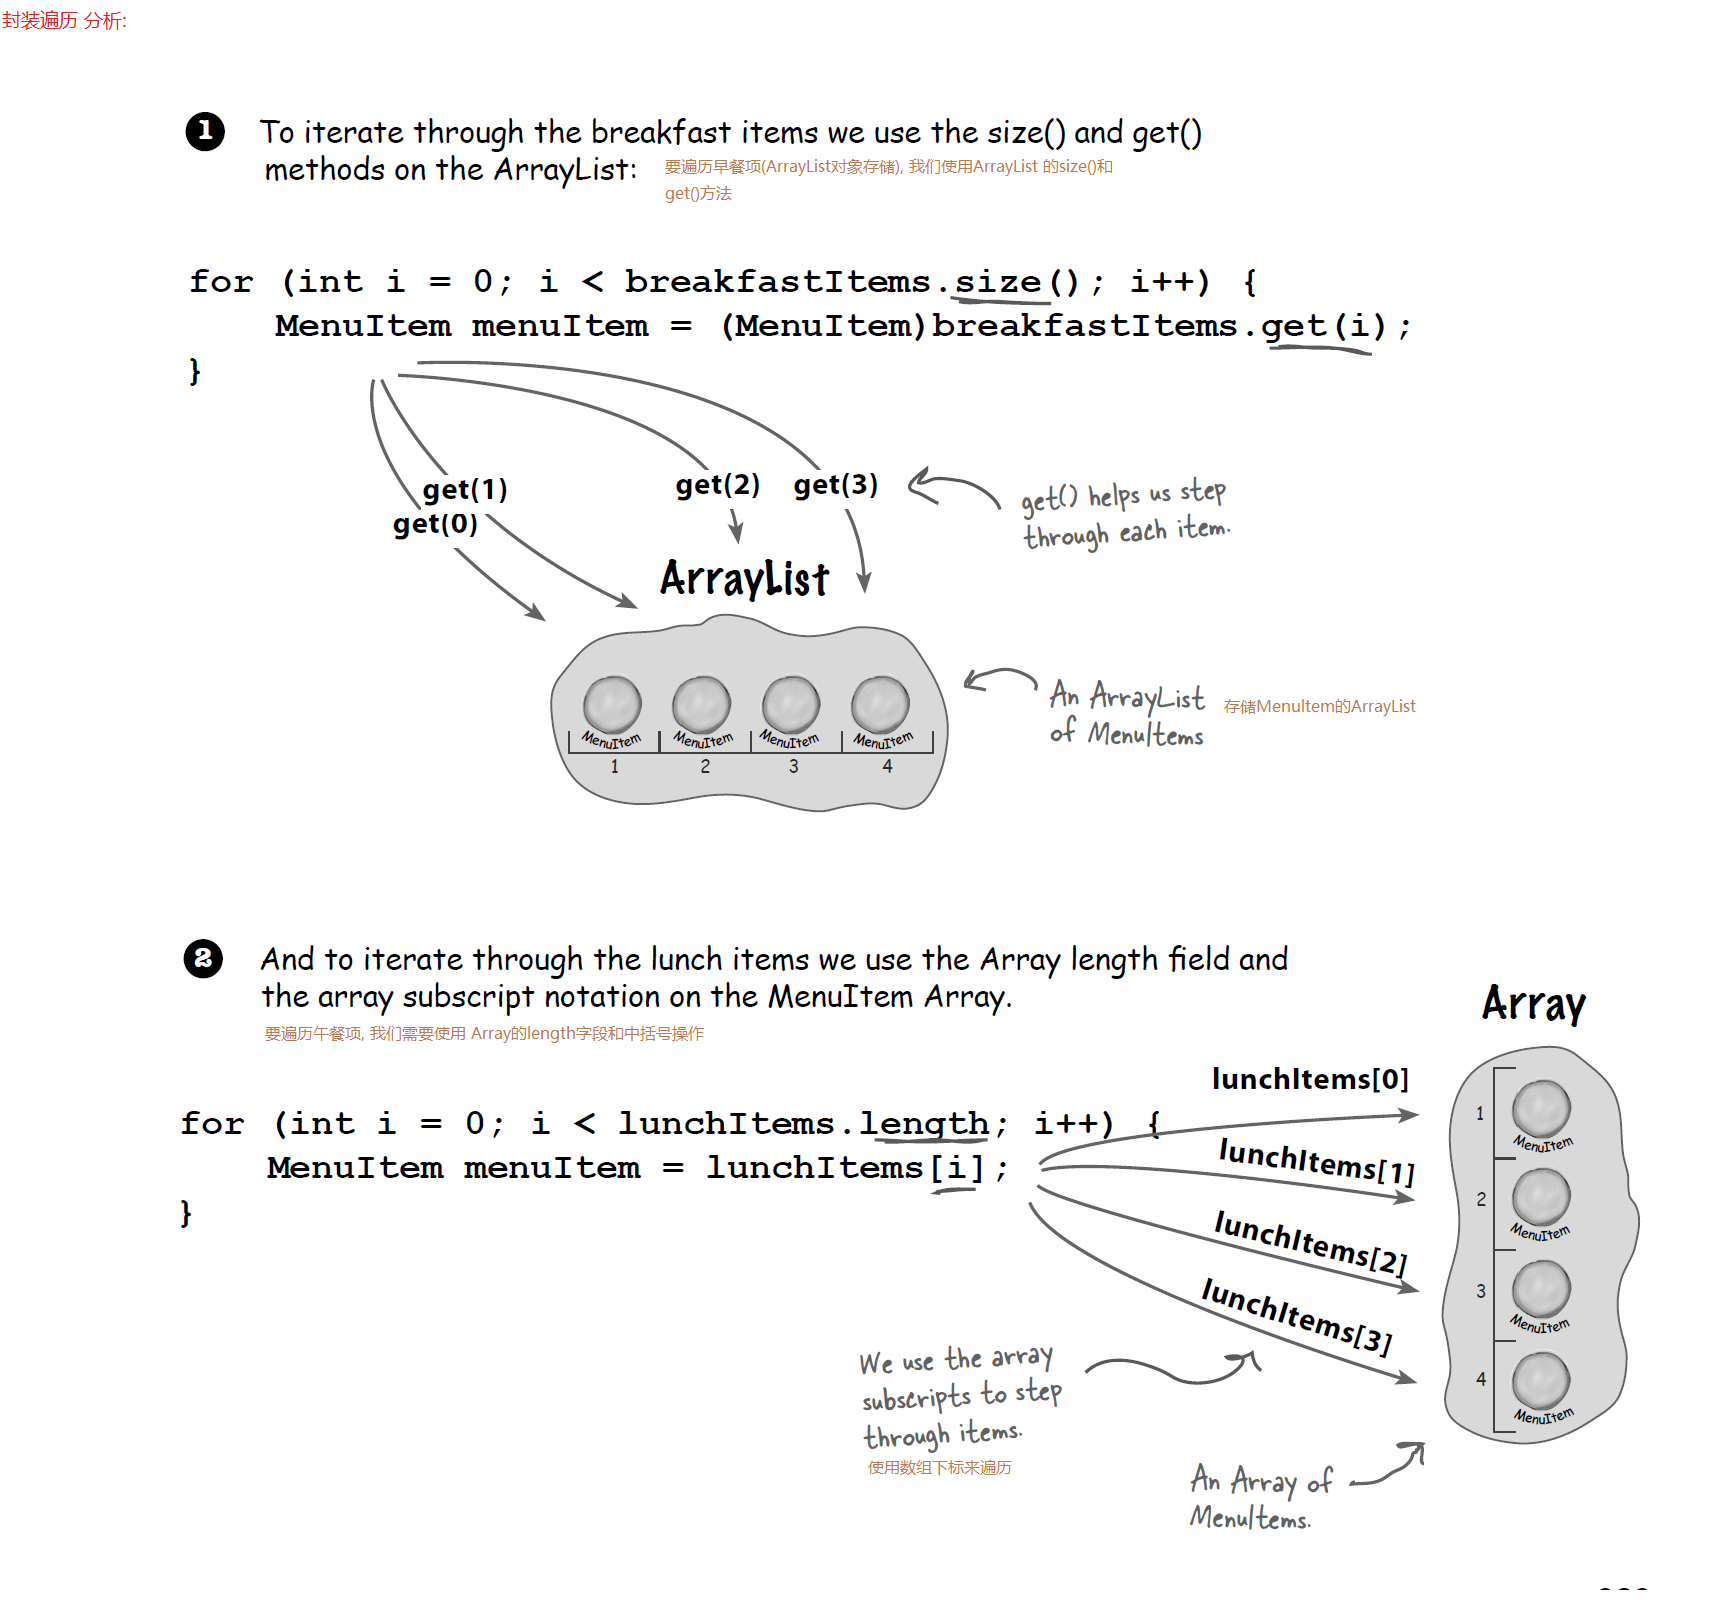 封装遍历 分析:
1 To iterate through the breakfast items we use the size() and get()
methods on the ArrayList:
要遍历早餐项(ArrayList对象存储), 我们使用ArrayList 的size()和
get()方法
for (int i = 0; i < breakfastItems.size(); i++) {
MenuItem menuItem = (MenuItem)breakfastItems.get(i);
}
get(1)
get(0)
get(2)
get(3)
get() helps us step
through each item.
ArrayList
MenuItem MenuItem MenuItem MenuItem
1 2 3 4
An ArrayList
of MenuItems
存储MenuItem的ArrayList
2 And to iterate through the lunch items we use the Array length field and
the array subscript notation on the MenuItem Array.
要遍历午餐项, 我们需要使用 Array的length字段和中括号操作
for (int i = 0; i < lunchItems.length; i++) {
MenuItem menuItem = lunchItems[i];
}
lunchItems[0]
lunchItems[1]
lunchItems[2]
lunchItems[3]
Array
1
MenuItem
2
MenuItem
3
MenuItem
4
MenuItem
We use the array
subscripts to step
through items.
使用数组下标来遍历
An Array of
MenuItems.